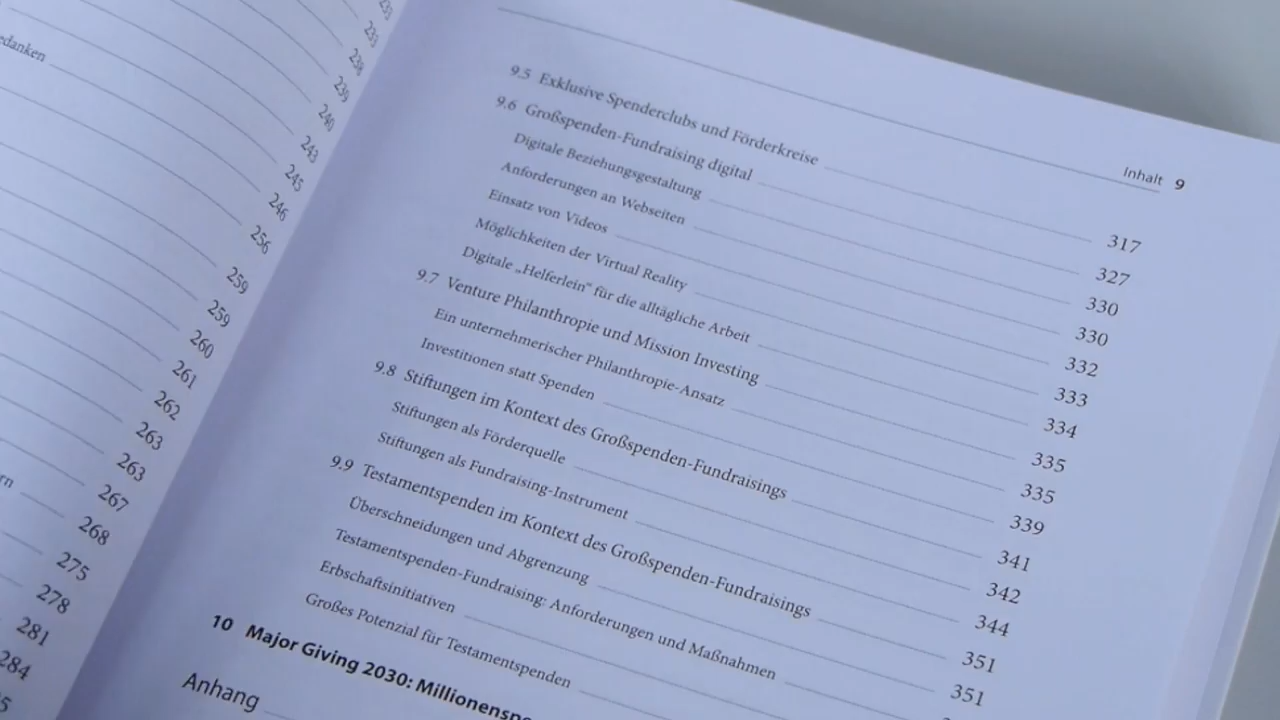 edanken
233
235
238
239
240
243
245
246
256
259
259
260
261
262
263
263
267
rn
268
275
278
281
284
Inhalt 9
9.5 Exklusive Spenderclubs und Förderkreise 317
9.6 Großspenden-Fundraising digital 327
Digitale Beziehungsgestaltung 330
Anforderungen an Webseiten 330
Einsatz von Videos 332
Möglichkeiten der Virtual Reality 333
Digitale „Helferlein“ für die alltägliche Arbeit 334
9.7 Venture Philanthropie und Mission Investing 335
Ein unternehmerischer Philanthropie-Ansatz 335
Investitionen statt Spenden 339
9.8 Stiftungen im Kontext des Großspenden-Fundraisings 341
Stiftungen als Förderquelle 342
Stiftungen als Fundraising-Instrument 344
9.9 Testamentspenden im Kontext des Großspenden-Fundraisings 351
Überschneidungen und Abgrenzung 351
Testamentspenden-Fundraising: Anforderungen und Maßnahmen
Erbschaftsinitiativen
Großes Potenzial für Testamentspenden
10 Major Giving 2030: Millionenspe
Anhang